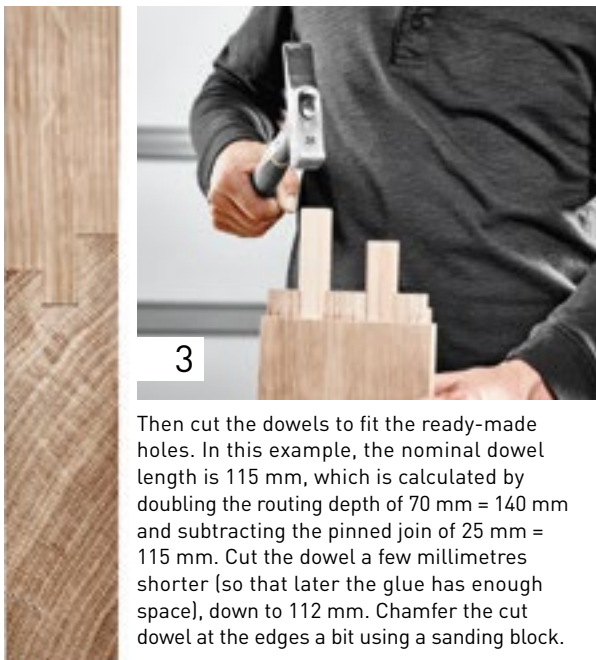 3
Then cut the dowels to fit the ready-made
holes. In this example, the nominal dowel
length is 115 mm, which is calculated by
doubling the routing depth of 70 mm = 140 mm
and subtracting the pinned join of 25 mm =
115 mm. Cut the dowel a few millimetres
shorter (so that later the glue has enough
space), down to 112 mm. Chamfer the cut
dowel at the edges a bit using a sanding block.